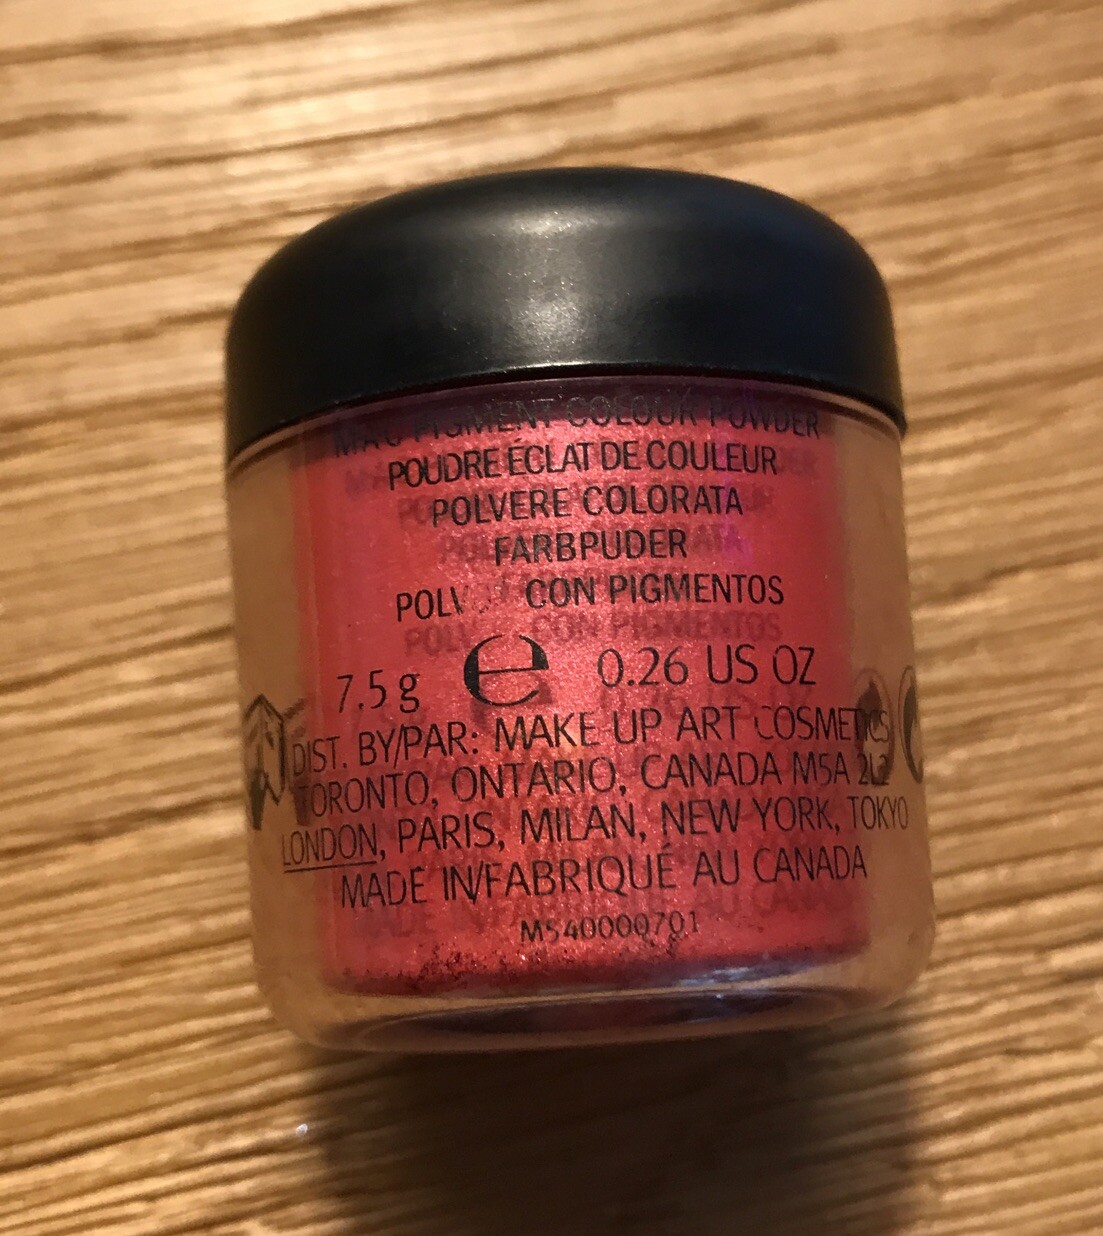 MAC PIGMENT COLOUR POWDER
POUDRE ÉCLAT DE COULEUR
POLVERE COLORATA
FARBPUDER
CON PIGMENTOS
7.5 g e 0.26 US OZ
DIST. BY/PAR: MAKE UP ART COSMETICS
TORONTO, ONTARIO, CANADA M5A 2L2
LONDON, PARIS, MILAN, NEW YORK, TOKYO
MADE IN/FABRIQUÉ AU CANADA
M540000701